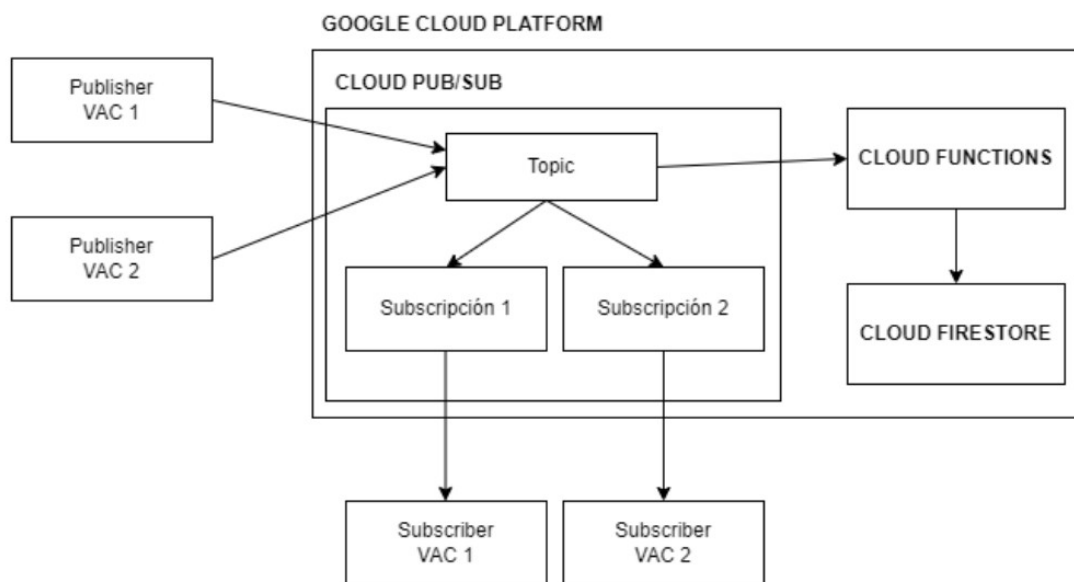 GOOGLE CLOUD PLATFORM
Publisher
VAC 1
CLOUD PUB/SUB
Topic
CLOUD FUNCTIONS
Publisher
VAC 2
Subscripción 1
Subscripción 2
CLOUD FIRESTORE
Subscriber
VAC 1
Subscriber
VAC 2